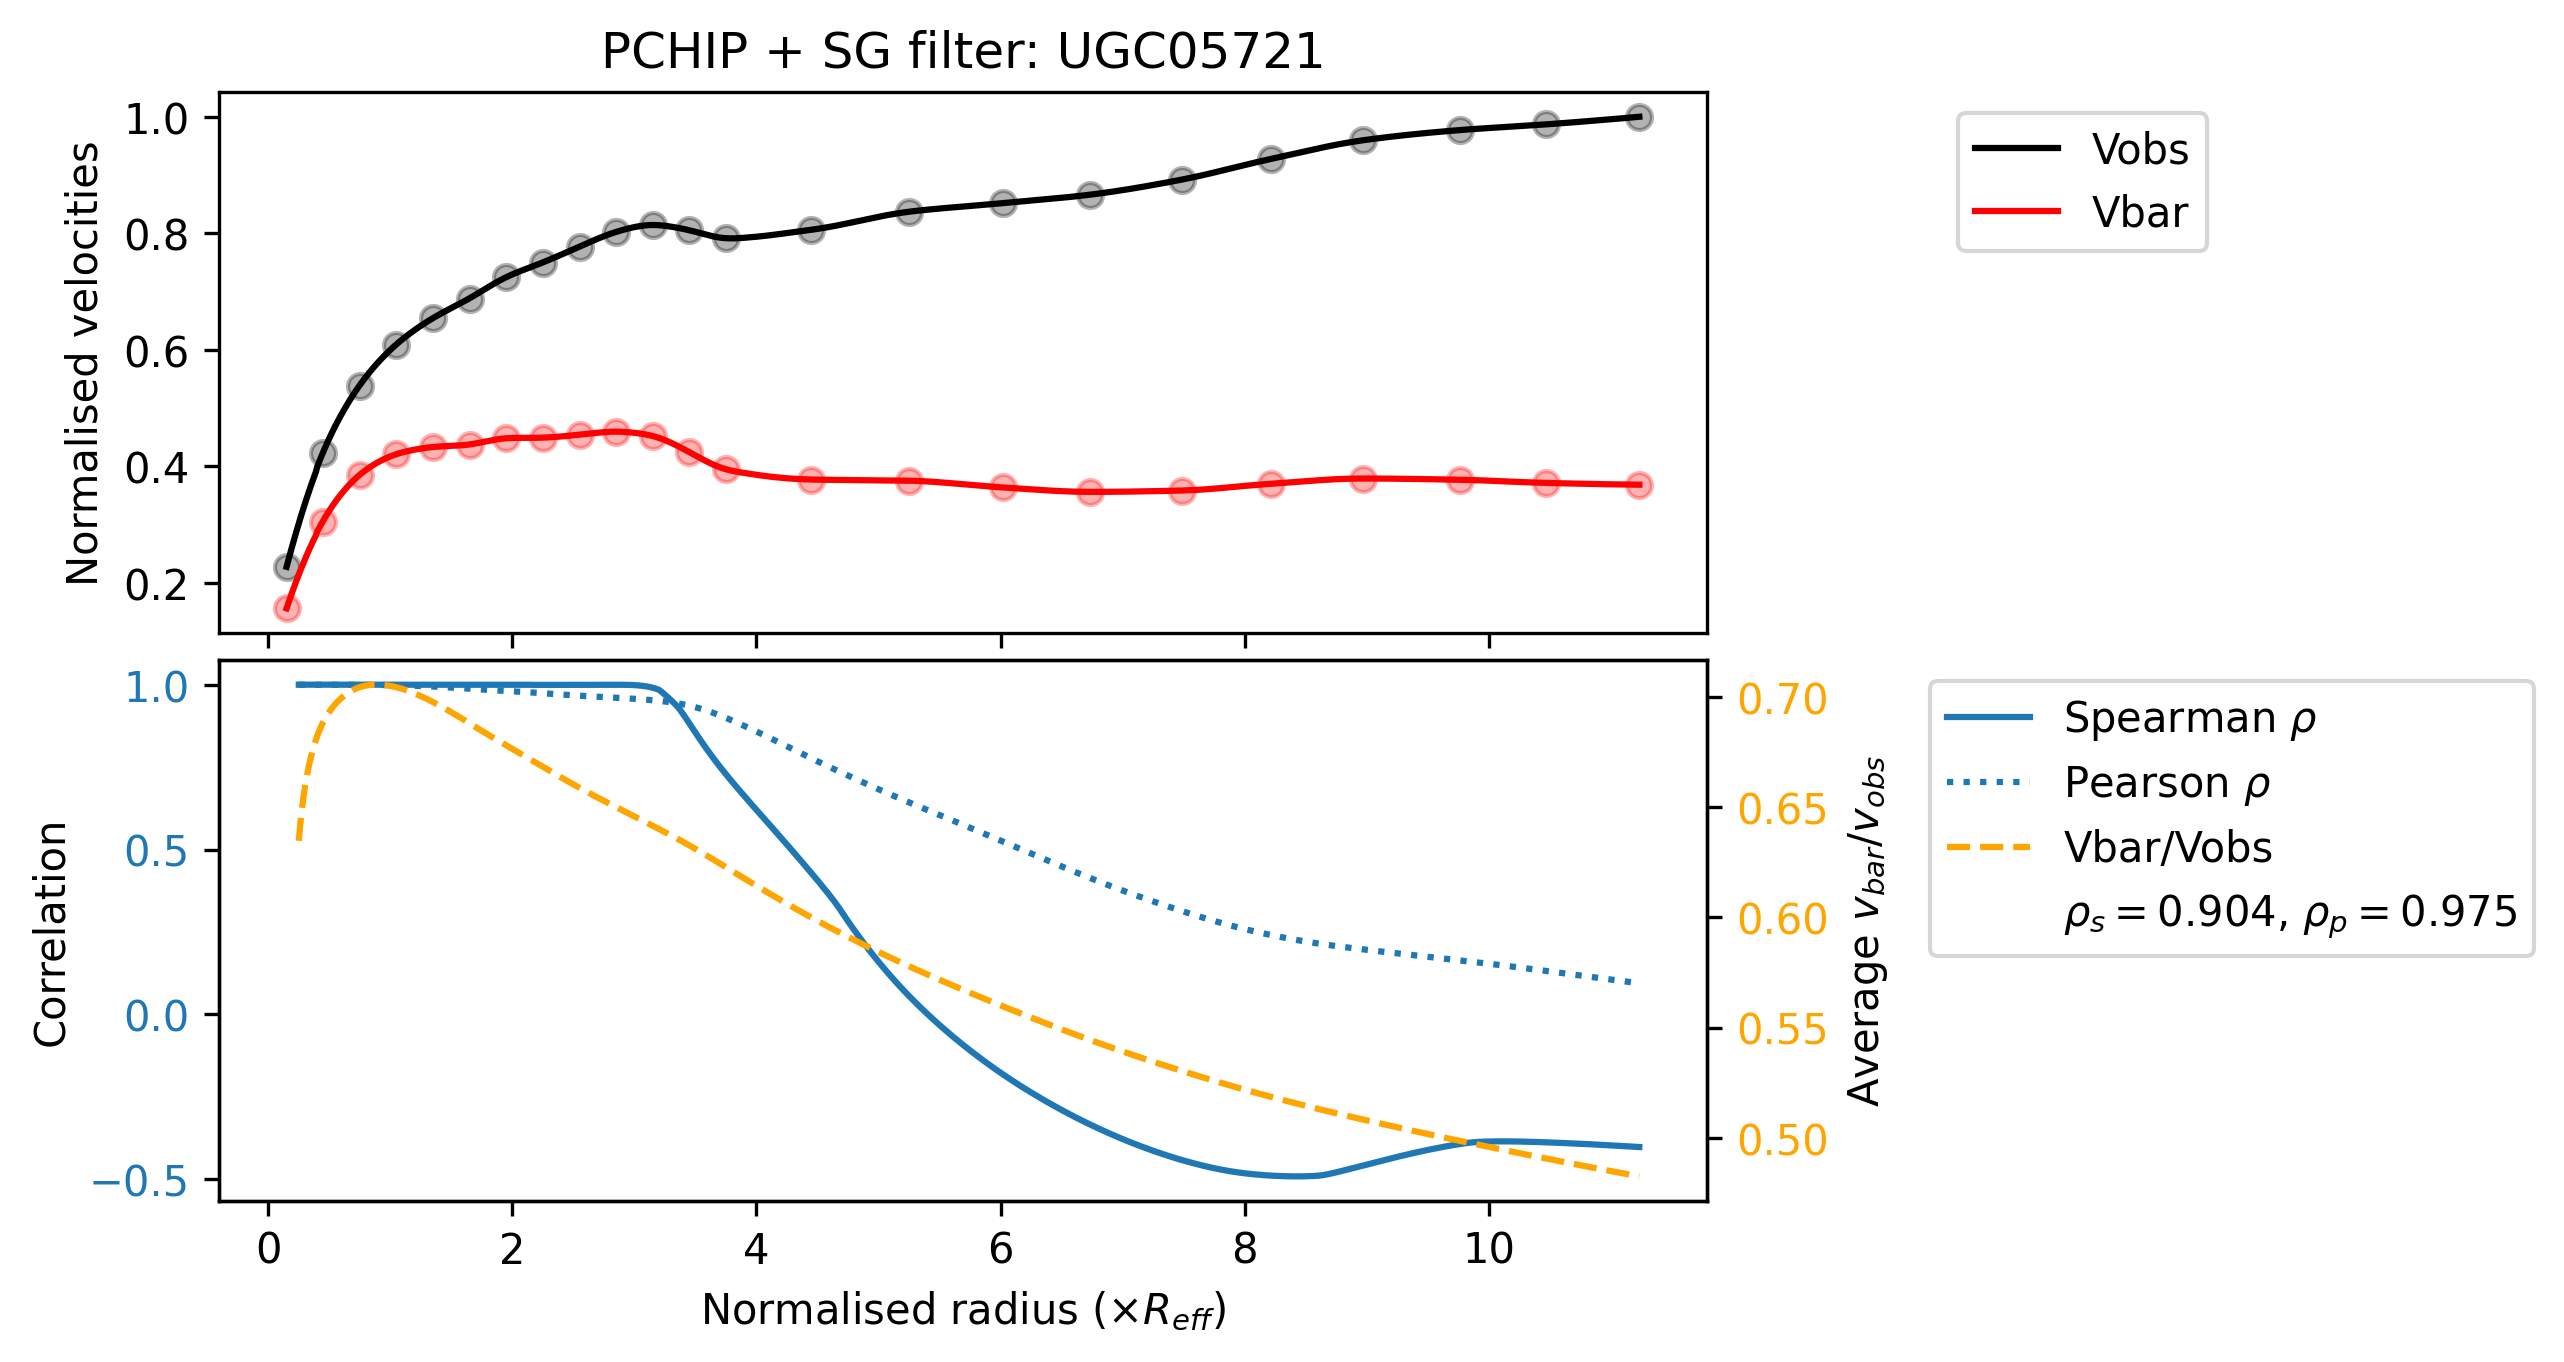 PCHIP + SG filter: UGC05721
Normalised velocities
1.0
0.8
0.6
0.4
0.2
Vobs
Vbar
Correlation
1.0
0.5
0.0
−0.5
0.70
0.65
0.60
0.55
0.50
Average v_bar/v_obs
Spearman ρ
Pearson ρ
Vbar/Vobs
ρ_s = 0.904, ρ_p = 0.975
0 2 4 6 8 10
Normalised radius (×R_eff)